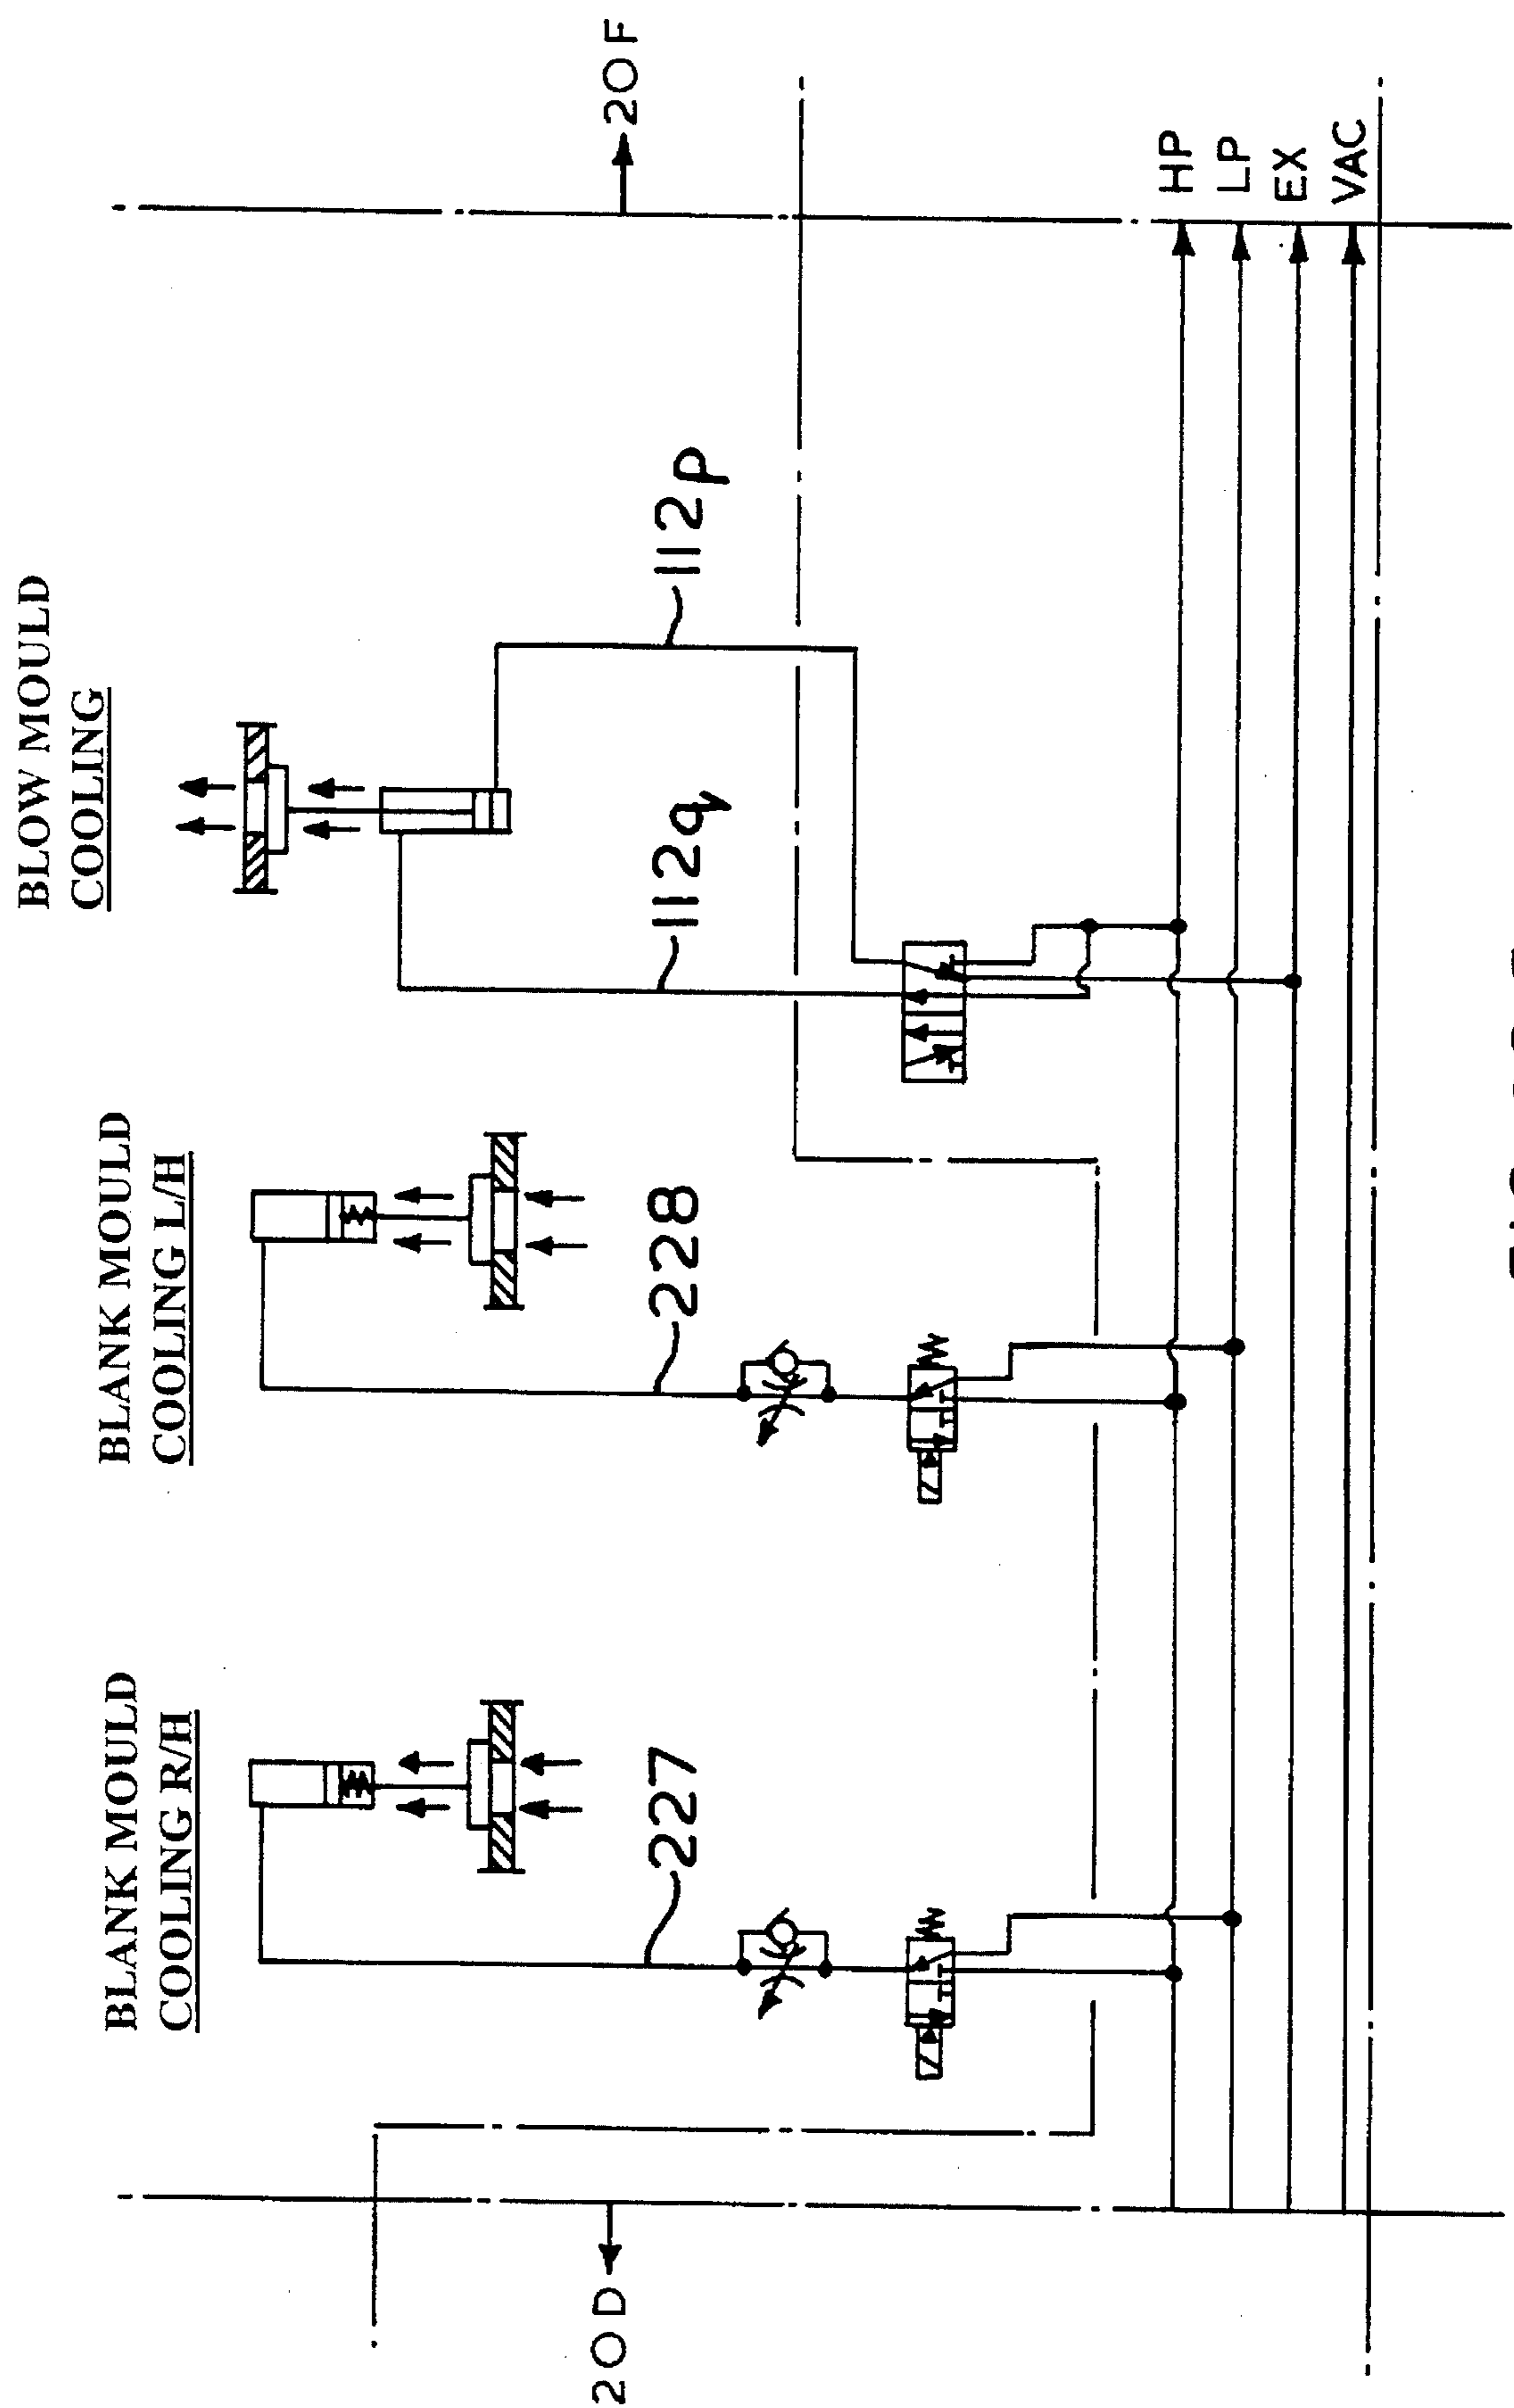 BLANK MOULD
COOLING R/H
BLANK MOULD
COOLING L/H
BLOW MOULD
COOLING
227
228
112q
112p
20D
20F
HP
LP
EX
VAC